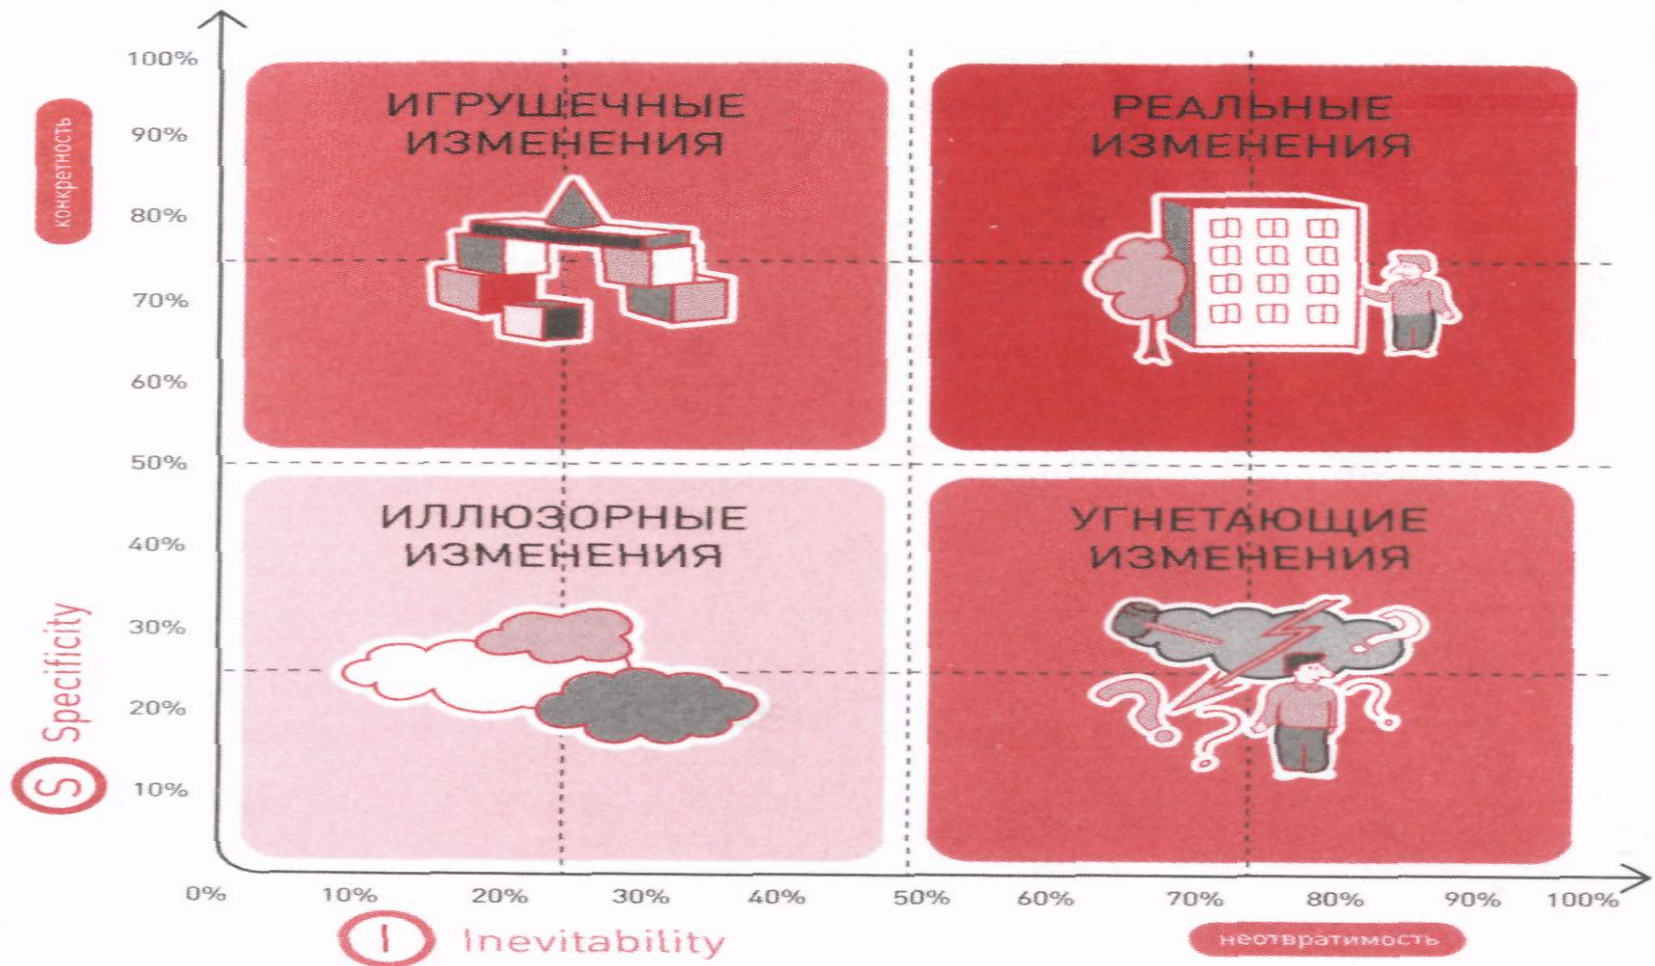 100%
90%
80%
70%
60%
50%
40%
30%
20%
10%
конкретность
S Specificity
ИГРУШЕЧНЫЕ
ИЗМЕНЕНИЯ
РЕАЛЬНЫЕ
ИЗМЕНЕНИЯ
ИЛЛЮЗОРНЫЕ
ИЗМЕНЕНИЯ
УГНЕТАЮЩИЕ
ИЗМЕНЕНИЯ
0% 10% 20% 30% 40% 50% 60% 70% 80% 90% 100%
I Inevitability
неотвратимость